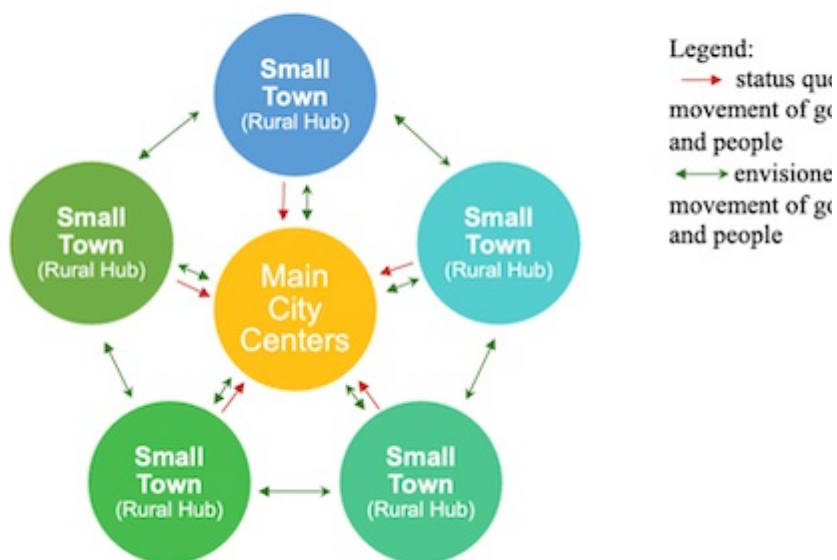 Small
Town
(Rural Hub)
Small
Town
(Rural Hub)
Small
Town
(Rural Hub)
Main
City
Centers
Small
Town
(Rural Hub)
Small
Town
(Rural Hub)
Legend:
status que
movement of go
and people
envisione
movement of go
and people